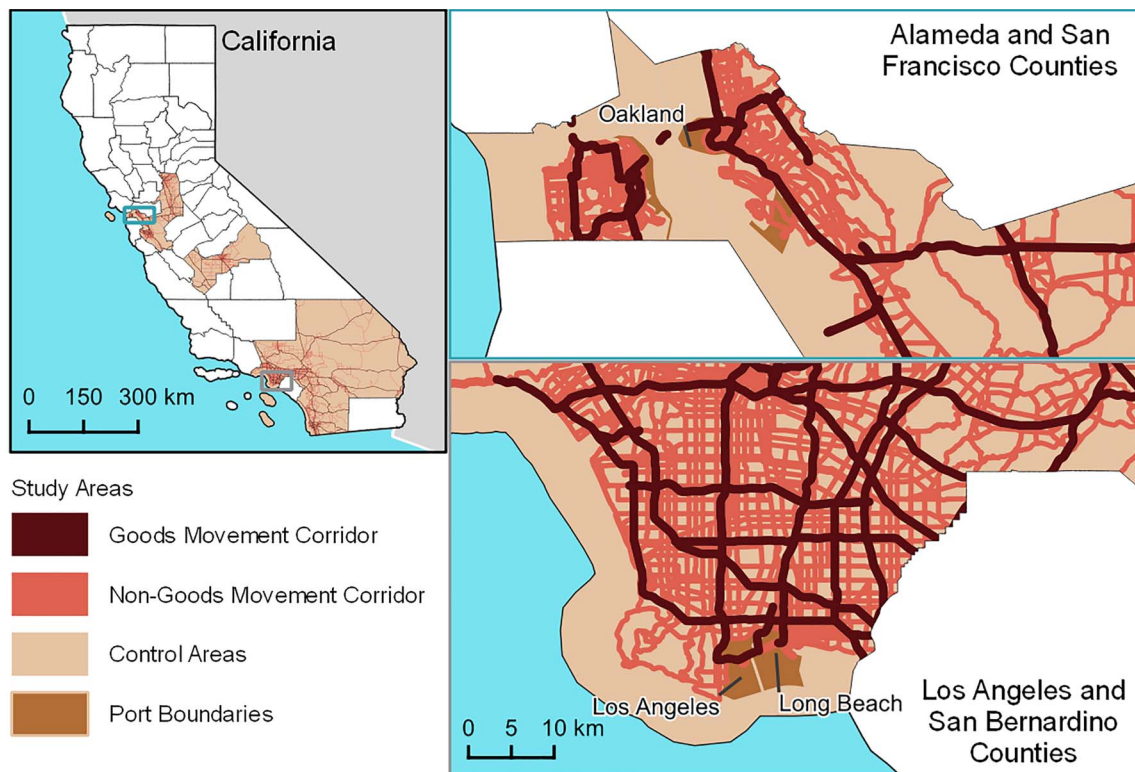 California
0 150 300 km
Study Areas
Goods Movement Corridor
Non-Goods Movement Corridor
Control Areas
Port Boundaries
Alameda and San
Francisco Counties
Oakland
Los Angeles
Long Beach
0 5 10 km
Los Angeles and
San Bernardino
Counties